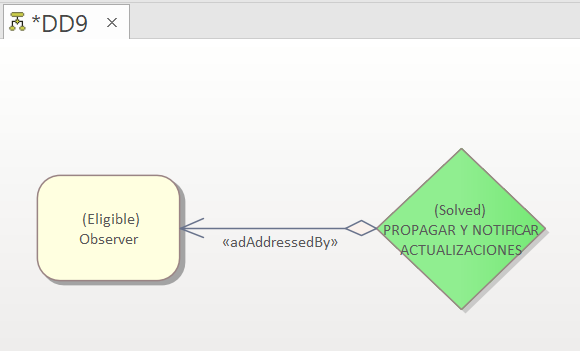 *DD9
(Eligible)
Observer
«adAddressedBy»
(Solved)
PROPAGAR Y NOTIFICAR
ACTUALIZACIONES